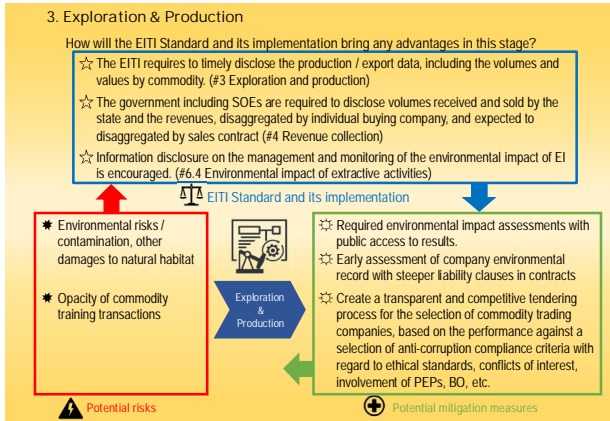 3. Exploration & Production
How will the EITI Standard and its implementation bring any advantages in this stage?
☆ The EITI requires to timely disclose the production / export data, including the volumes and
values by commodity. (#3 Exploration and production)
☆ The government including SOEs are required to disclose volumes received and sold by the
state and the revenues, disaggregated by individual buying company, and expected to
disaggregated by sales contract (#4 Revenue collection)
☆ Information disclosure on the management and monitoring of the environmental impact of EI
is encouraged. (#6.4 Environmental impact of extractive activities)
EITI Standard and its implementation
Environmental risks /
contamination, other
damages to natural habitat
Opacity of commodity
training transactions
Potential risks
Exploration
&
Production
Required environmental impact assessments with
public access to results.
Early assessment of company environmental
record with steeper liability clauses in contracts
Create a transparent and competitive tendering
process for the selection of commodity trading
companies, based on the performance against a
selection of anti-corruption compliance criteria with
regard to ethical standards, conflicts of interest,
involvement of PEPs, BO, etc.
Potential mitigation measures